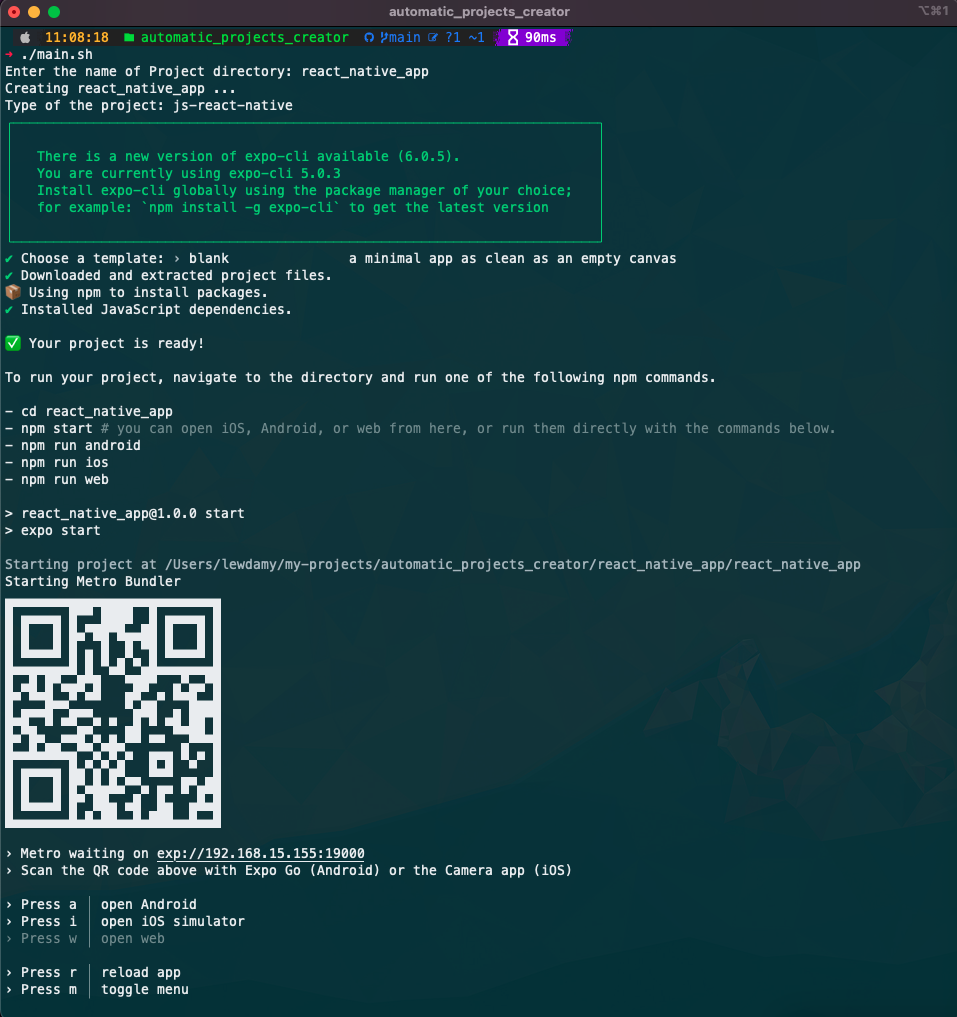 automatic_projects_creator
⌥⌘1
11:08:18 automatic_projects_creator main ?1 ~1 90ms
➜ ./main.sh
Enter the name of Project directory: react_native_app
Creating react_native_app ...
Type of the project: js-react-native
There is a new version of expo-cli available (6.0.5).
You are currently using expo-cli 5.0.3
Install expo-cli globally using the package manager of your choice;
for example: `npm install -g expo-cli` to get the latest version
✔ Choose a template: › blank               a minimal app as clean as an empty canvas
✔ Downloaded and extracted project files.
📦 Using npm to install packages.
✔ Installed JavaScript dependencies.
✅ Your project is ready!
To run your project, navigate to the directory and run one of the following npm commands.
- cd react_native_app
- npm start # you can open iOS, Android, or web from here, or run them directly with the commands below.
- npm run android
- npm run ios
- npm run web
> react_native_app@1.0.0 start
> expo start
Starting project at /Users/lewdamy/my-projects/automatic_projects_creator/react_native_app/react_native_app
Starting Metro Bundler
› Metro waiting on exp://192.168.15.155:19000
› Scan the QR code above with Expo Go (Android) or the Camera app (iOS)
› Press a │ open Android
› Press i │ open iOS simulator
› Press w │ open web
› Press r │ reload app
› Press m │ toggle menu